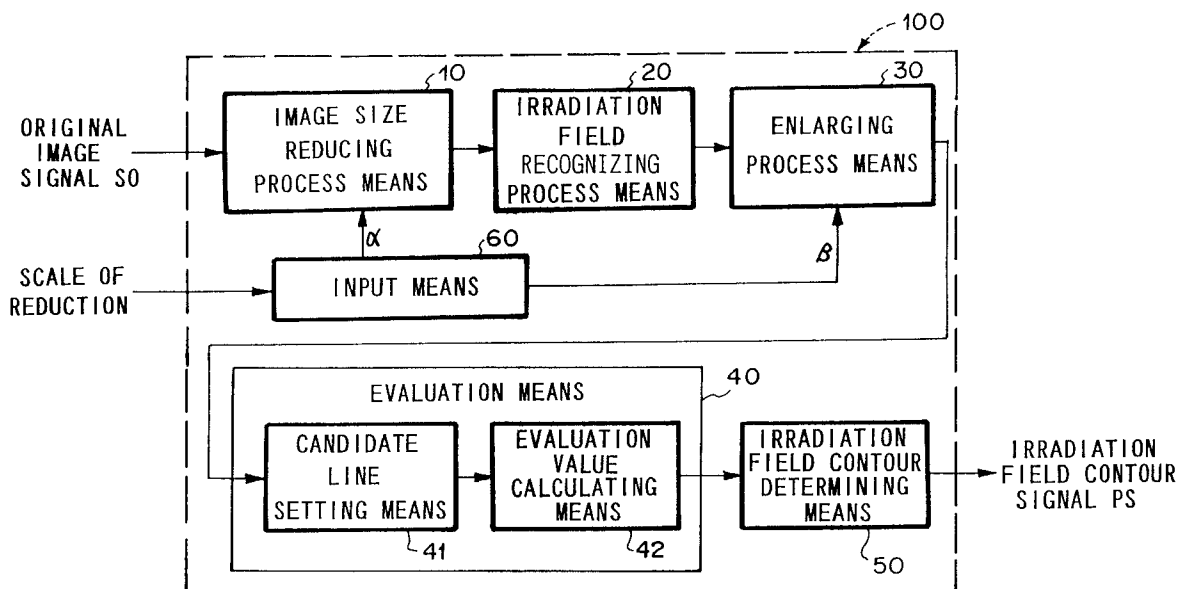 100
10
20
30
ORIGINAL
IMAGE
SIGNAL SO
IMAGE SIZE
REDUCING
PROCESS MEANS
IRRADIATION
FIELD
RECOGNIZING
PROCESS MEANS
ENLARGING
PROCESS MEANS
α
60
β
SCALE OF
REDUCTION
INPUT MEANS
EVALUATION MEANS
40
CANDIDATE
LINE
SETTING MEANS
EVALUATION
VALUE
CALCULATING
MEANS
IRRADIATION
FIELD CONTOUR
DETERMINING
MEANS
IRRADIATION
FIELD CONTOUR
SIGNAL PS
41
42
50